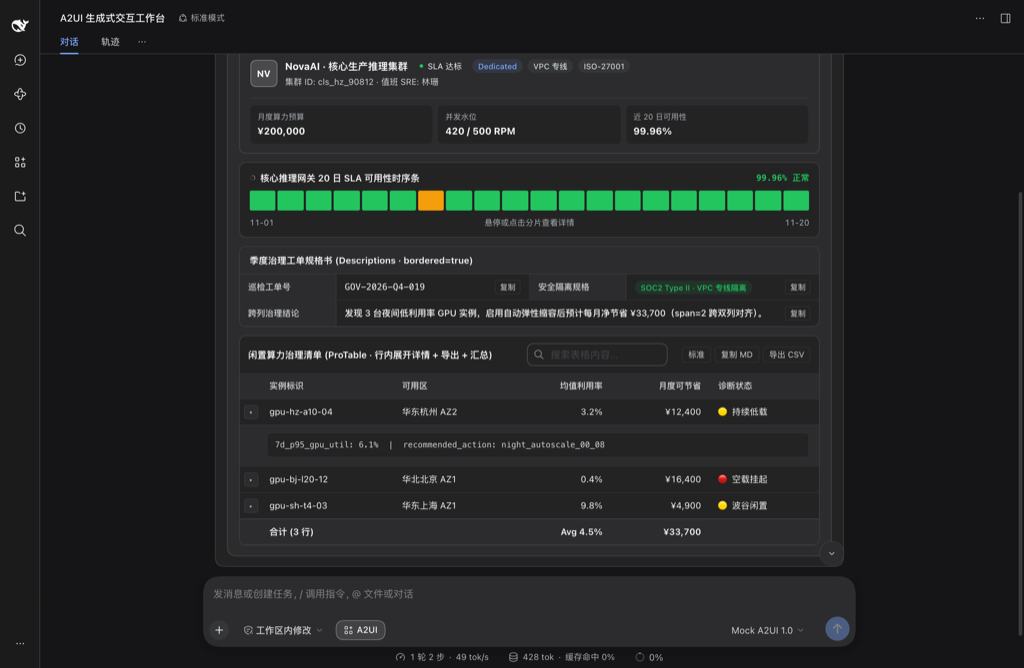 A2UI 生成式交互工作台 标准模式
对话 轨迹 ...
NV
NovaAI · 核心生产推理集群 SLA 达标 Dedicated VPC 专线 ISO-27001
集群 ID: cls_hz_90812 · 值班 SRE: 林珊
月度算力预算 并发水位 近 20 日可用性
¥200,000 420 / 500 RPM 99.96%
核心推理网关 20 日 SLA 可用性时序条 99.96% 正常
11-01 悬停或点击分片查看详情 11-20
季度治理工单规格书 (Descriptions · bordered=true)
巡检工单号 GOV-2026-Q4-019 复制 安全隔离规格 SOC2 Type II · VPC 专线隔离 复制
跨列治理结论 发现 3 台夜间低利用率 GPU 实例，启用自动弹性缩容后预计每月净节省 ¥33,700（span=2 跨双列对齐）。 复制
闲置算力治理清单 (ProTable · 行内展开详情 + 导出 + 汇总) 搜索表格内容... 标准 复制 MD 导出 CSV
实例标识 可用区 均值利用率 月度可节省 诊断状态
gpu-hz-a10-04 华东杭州 AZ2 3.2% ¥12,400 持续低载
7d_p95_gpu_util: 6.1% | recommended_action: night_autoscale_00_08
gpu-bj-l20-12 华北北京 AZ1 0.4% ¥16,400 空载挂起
gpu-sh-t4-03 华东上海 AZ1 9.8% ¥4,900 波谷闲置
合计 (3 行) Avg 4.5% ¥33,700
发消息或创建任务, / 调用指令, @ 文件或对话
工作区内修改 A2UI Mock A2UI 1.0
1 轮 2 步 · 49 tok/s 428 tok · 缓存命中 0% 0%